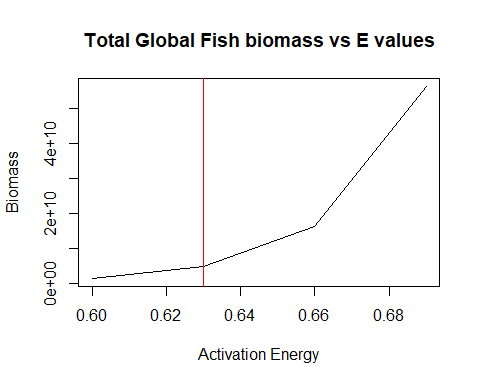 Total Global Fish biomass vs E values
Biomass
4e+10
2e+10
0e+00
0.60 0.62 0.64 0.66 0.68
Activation Energy